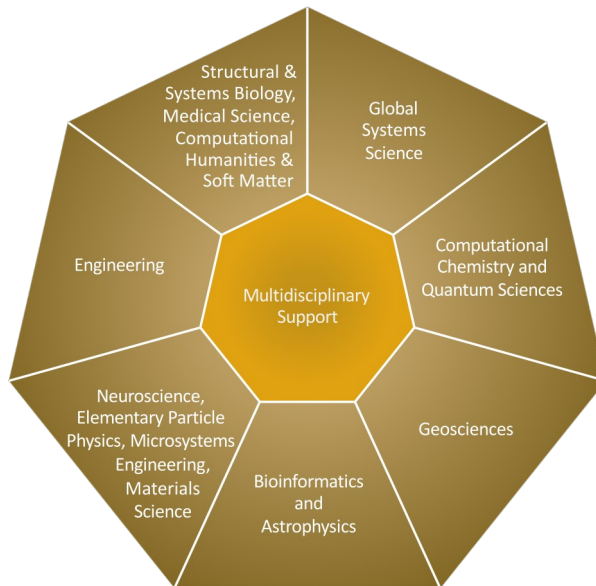 Structural &
Systems Biology,
Medical Science,
Computational
Humanities &
Soft Matter
Global
Systems
Science
Computational
Chemistry and
Quantum Sciences
Geosciences
Bioinformatics
and
Astrophysics
Neuroscience,
Elementary Particle
Physics, Microsystems
Engineering,
Materials
Science
Engineering
Multidisciplinary
Support